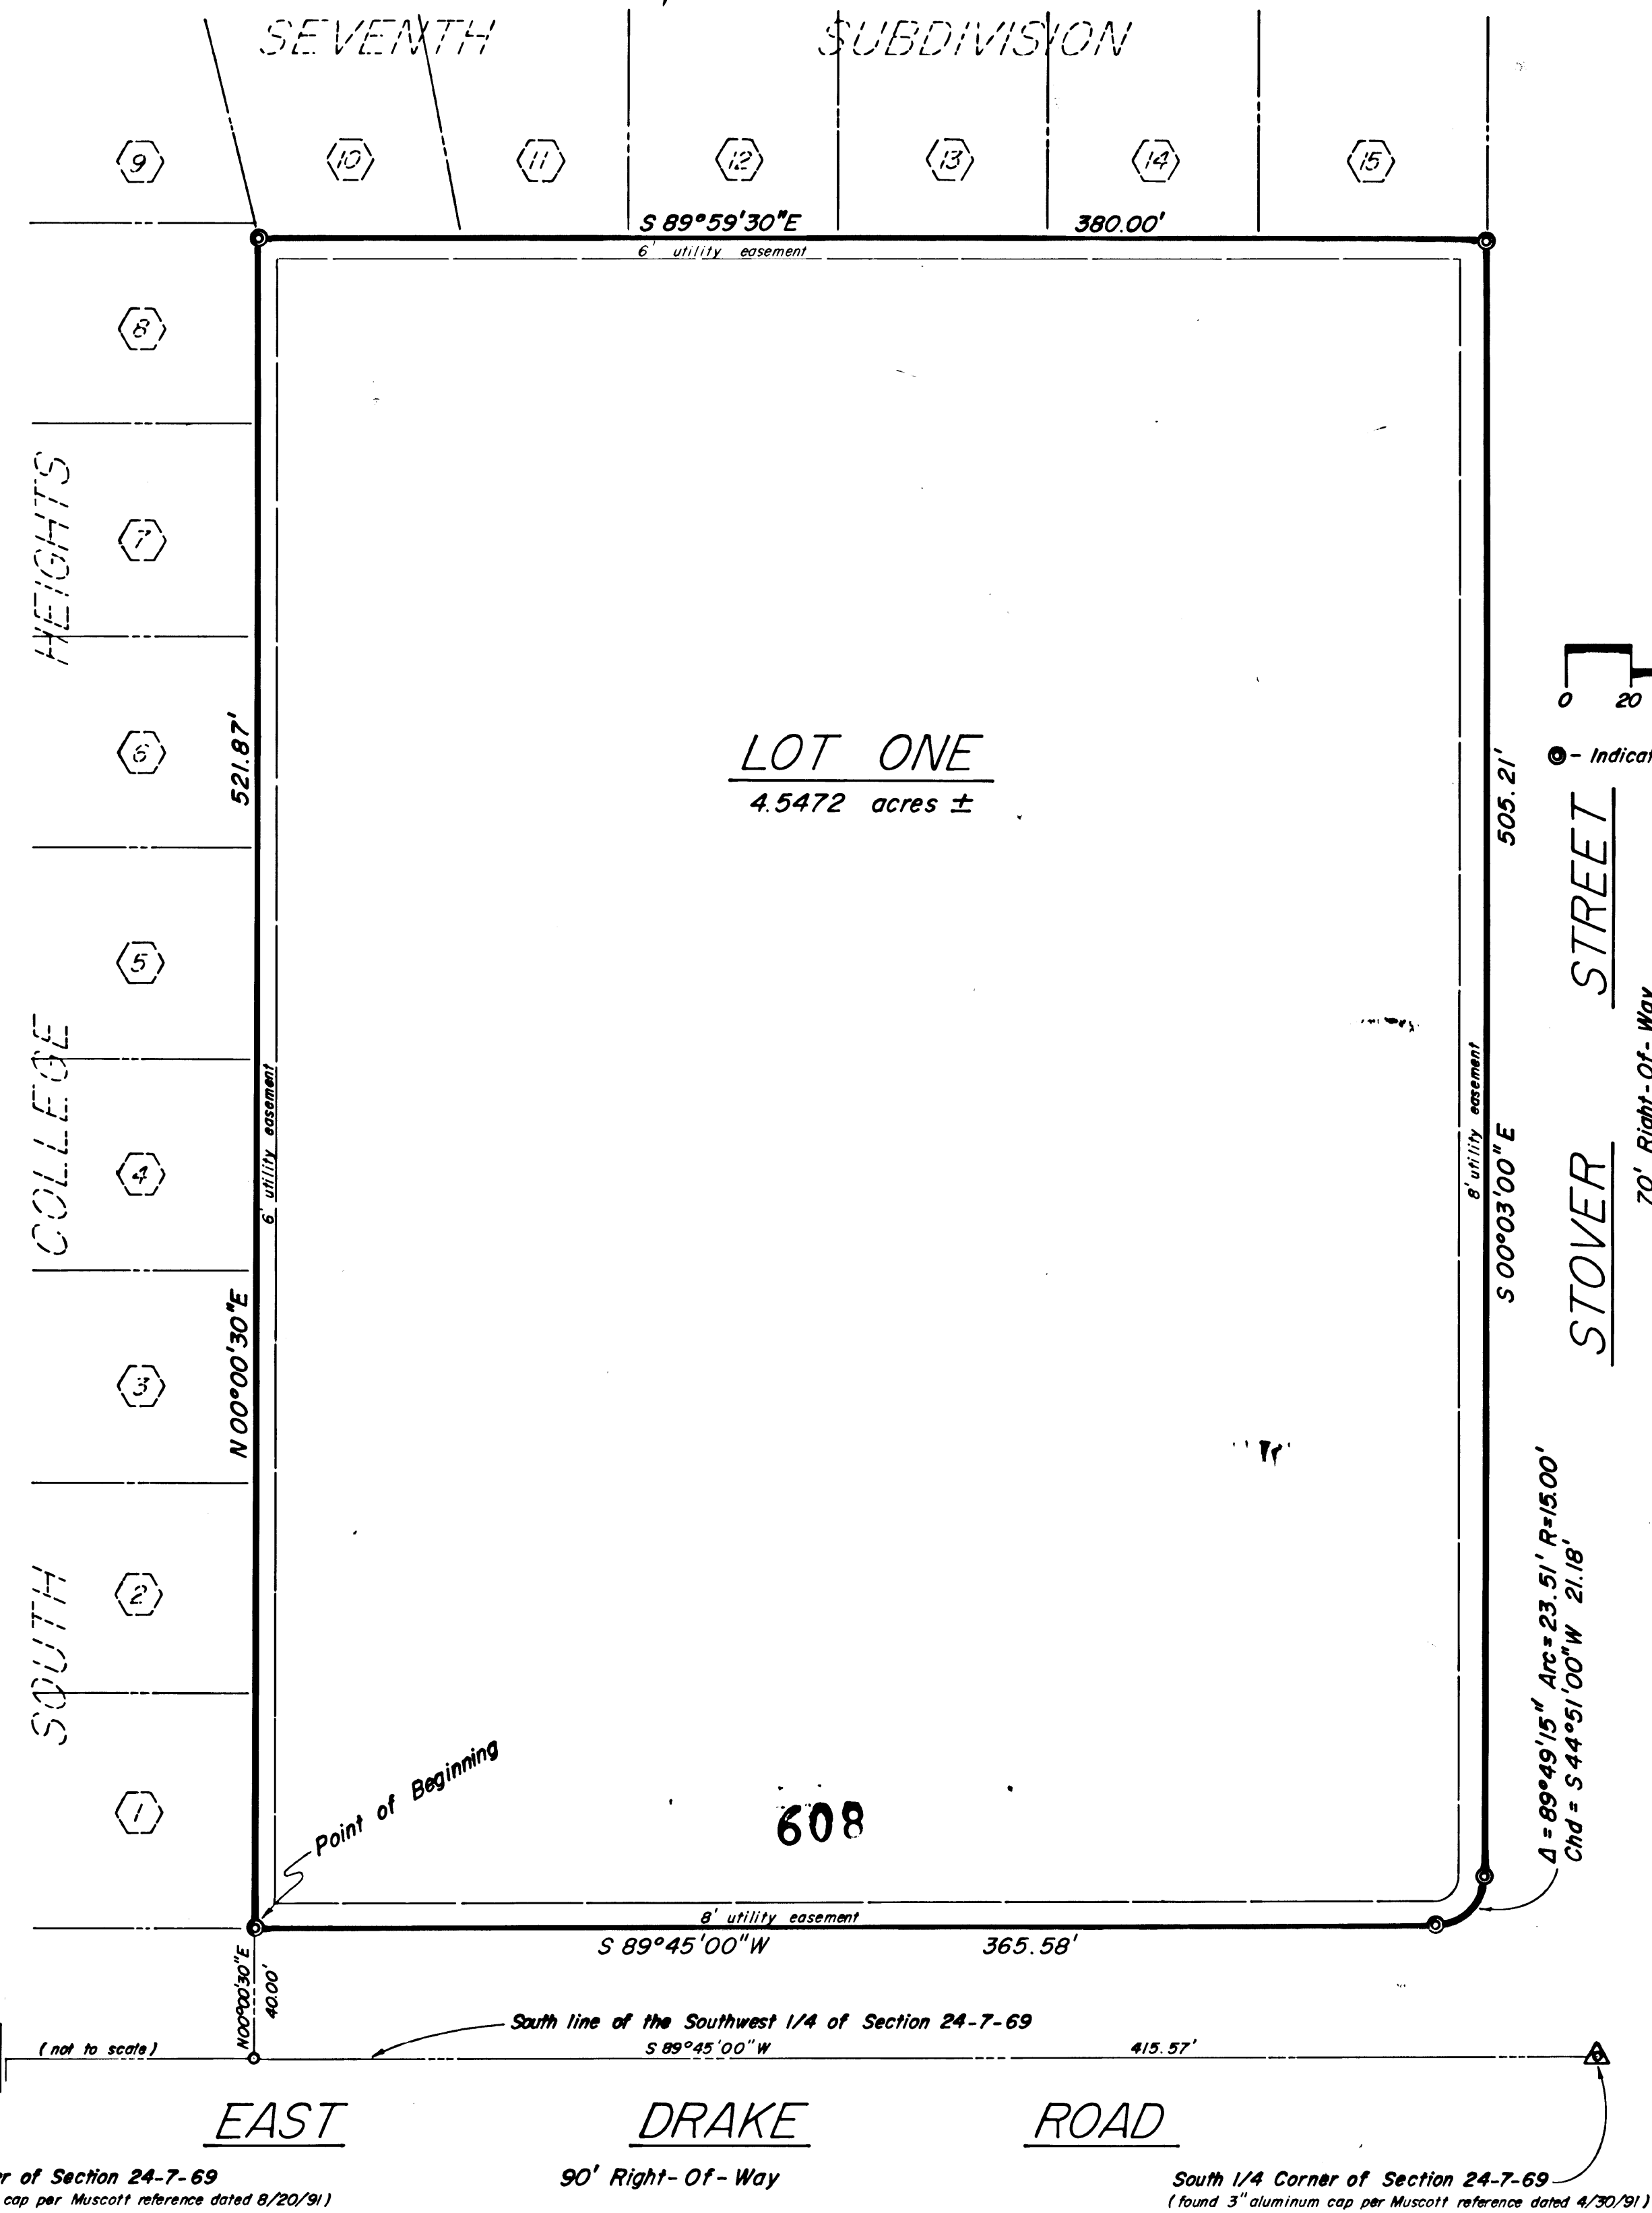 SEVENTH SUBDIVISION
9 10 11 12 13 14 15
S 89°59'30"E 380.00'
6' utility easement
8
7
6
5
4
3
2
1
HEIGHTS
COLLEGE
SOUTH
521.87'
N 00°00'30"E
6' utility easement
LOT ONE
4.5472 acres ±
0 20
- Indicat
505.21'
S 00°03'00"E
8' utility easement
STREET
STOVER
70' Right-Of-Way
Δ = 89°49'15" Arc = 23.51' R=15.00'
Chd = S 44°51'00"W 21.18'
Point of Beginning
608
8' utility easement
S 89°45'00"W 365.58'
N00°00'30"E
40.00'
South line of the Southwest 1/4 of Section 24-7-69
(not to scale)
S 89°45'00"W 415.57'
EAST DRAKE ROAD
90' Right-Of-Way
r of Section 24-7-69
cap per Muscott reference dated 8/20/91)
South 1/4 Corner of Section 24-7-69
(found 3" aluminum cap per Muscott reference dated 4/30/91)